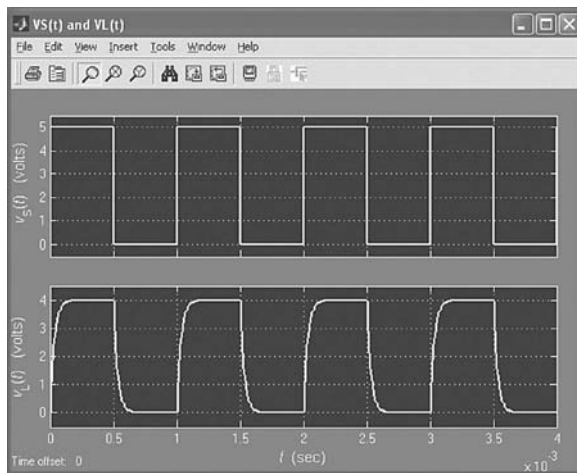 VS(t) and VL(t)
File Edit View Insert Tools Window Help
5
4
3
2
1
0
v_S(t) (volts)
4
3
2
1
0
v_L(t) (volts)
0 0.5 1 1.5 2 2.5 3 3.5 4
Time offset: 0
t (sec)
×10⁻³